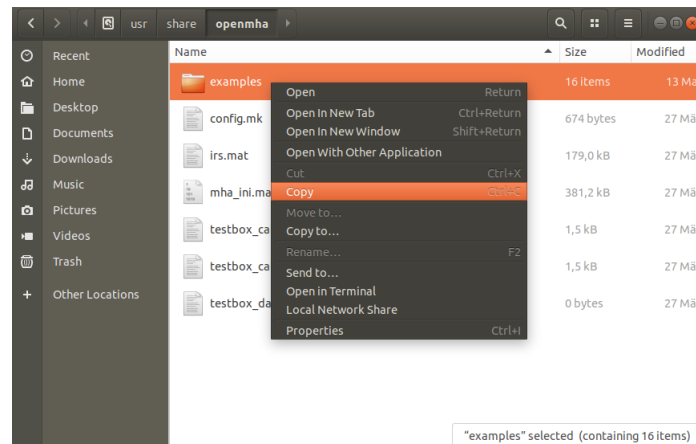 usr share openmha
Name Size Modified
Recent
Home
Desktop
Documents
Downloads
Music
Pictures
Videos
Trash
Other Locations
examples 16 items 13 Ma
config.mk 674 bytes 27 Mä
irs.mat 179,0 kB 27 Mä
mha_ini.ma 381,2 kB 27 Mä
testbox_ca 1,5 kB 27 Mä
testbox_ca 1,5 kB 27 Mä
testbox_da 0 bytes 27 Mä
Open Return
Open In New Tab Ctrl+Return
Open In New Window Shift+Return
Open With Other Application
Cut Ctrl+X
Copy Ctrl+C
Move to…
Copy to…
Rename… F2
Send to…
Open in Terminal
Local Network Share
Properties Ctrl+I
"examples" selected (containing 16 items)